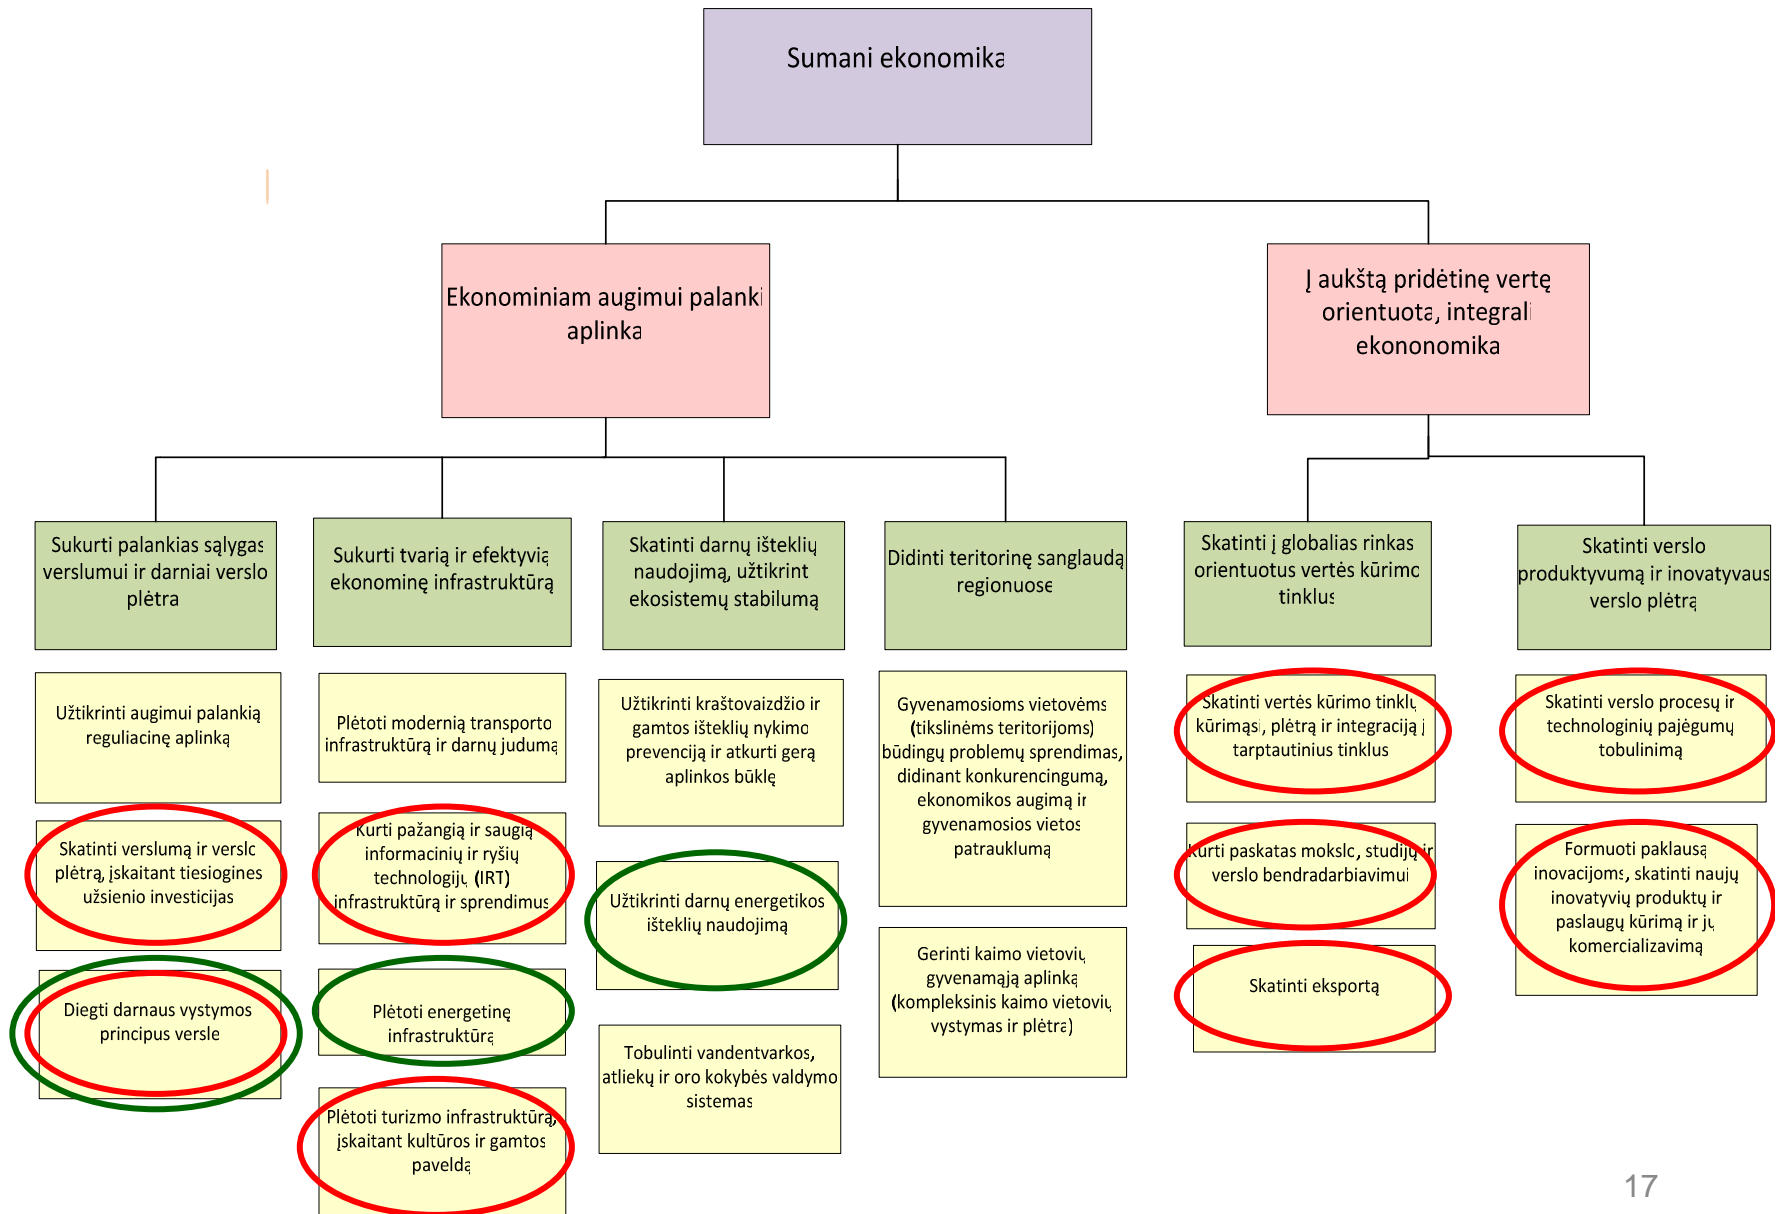 Sumani ekonomika
Ekonominiam augimui palanki
aplinka
Į aukštą pridėtinę vertę
orientuota, integrali
ekononomika
Sukurti palankias sąlygas
verslumui ir darniai verslo
plėtra
Sukurti tvarią ir efektyvią
ekonominę infrastruktūrą
Skatinti darnų išteklių
naudojimą, užtikrint
ekosistemų stabilumą
Didinti teritorinę sanglaudą
regionuose
Skatinti į globalias rinkas
orientuotus vertės kūrimo
tinklus
Skatinti verslo
produktyvumą ir inovatyvaus
verslo plėtrą
Užtikrinti augimui palankią
reguliacinę aplinką
Skatinti verslumą ir verslo
plėtrą, įskaitant tiesiogines
užsienio investicijas
Diegti darnaus vystymos
principus versle
Plėtoti modernią transporto
infrastruktūrą ir darnų judumą
Kurti pažangią ir saugią
informacinių ir ryšių
technologijų (IRT)
infrastruktūrą ir sprendimus
Plėtoti energetinę
infrastruktūrą
Plėtoti turizmo infrastruktūrą,
įskaitant kultūros ir gamtos
paveldą
Užtikrinti kraštovaizdžio ir
gamtos išteklių nykimo
prevenciją ir atkurti gerą
aplinkos būklę
Užtikrinti darnų energetikos
išteklių naudojimą
Tobulinti vandentvarkos,
atliekų ir oro kokybės valdymo
sistemas
Gyvenamosioms vietovėms
(tikslinėms teritorijoms)
būdingų problemų sprendimas,
didinant konkurencingumą,
ekonomikos augimą ir
gyvenamosios vietos
patrauklumą
Gerinti kaimo vietovių
gyvenamąją aplinką
(kompleksinis kaimo vietovių
vystymas ir plėtra)
Skatinti vertės kūrimo tinklų
kūrimąsi, plėtrą ir integraciją į
tarptautinius tinklus
Kurti paskatas mokslo, studijų ir
verslo bendradarbiavimui
Skatinti eksportą
Skatinti verslo procesų ir
technologinių pajėgumų
tobulinimą
Formuoti paklausą
inovacijoms, skatinti naujų
inovatyvių produktų ir
paslaugų kūrimą ir jų
komercializavimą
17